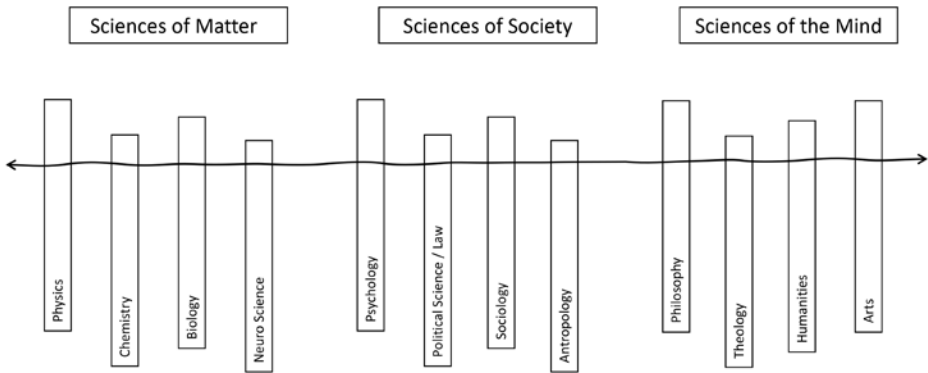 Sciences of Matter
Sciences of Society
Sciences of the Mind
Physics
Chemistry
Biology
Neuro Science
Psychology
Political Science / Law
Sociology
Antropology
Philosophy
Theology
Humanities
Arts